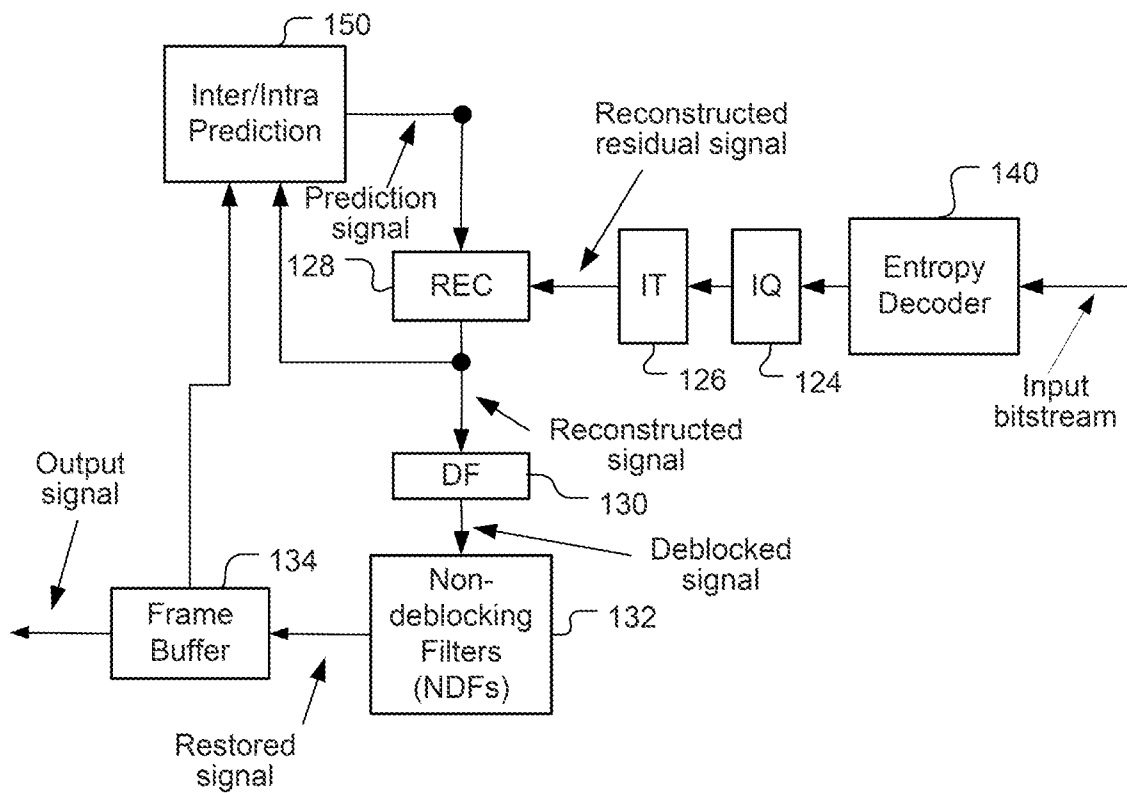 150
Inter/Intra
Prediction
Reconstructed
residual signal
Prediction
signal
140
128
REC
IT
IQ
Entropy
Decoder
126
124
Input
bitstream
Reconstructed
signal
Output
signal
DF
130
Deblocked
signal
134
Frame
Buffer
Non-
deblocking
Filters
(NDFs)
132
Restored
signal